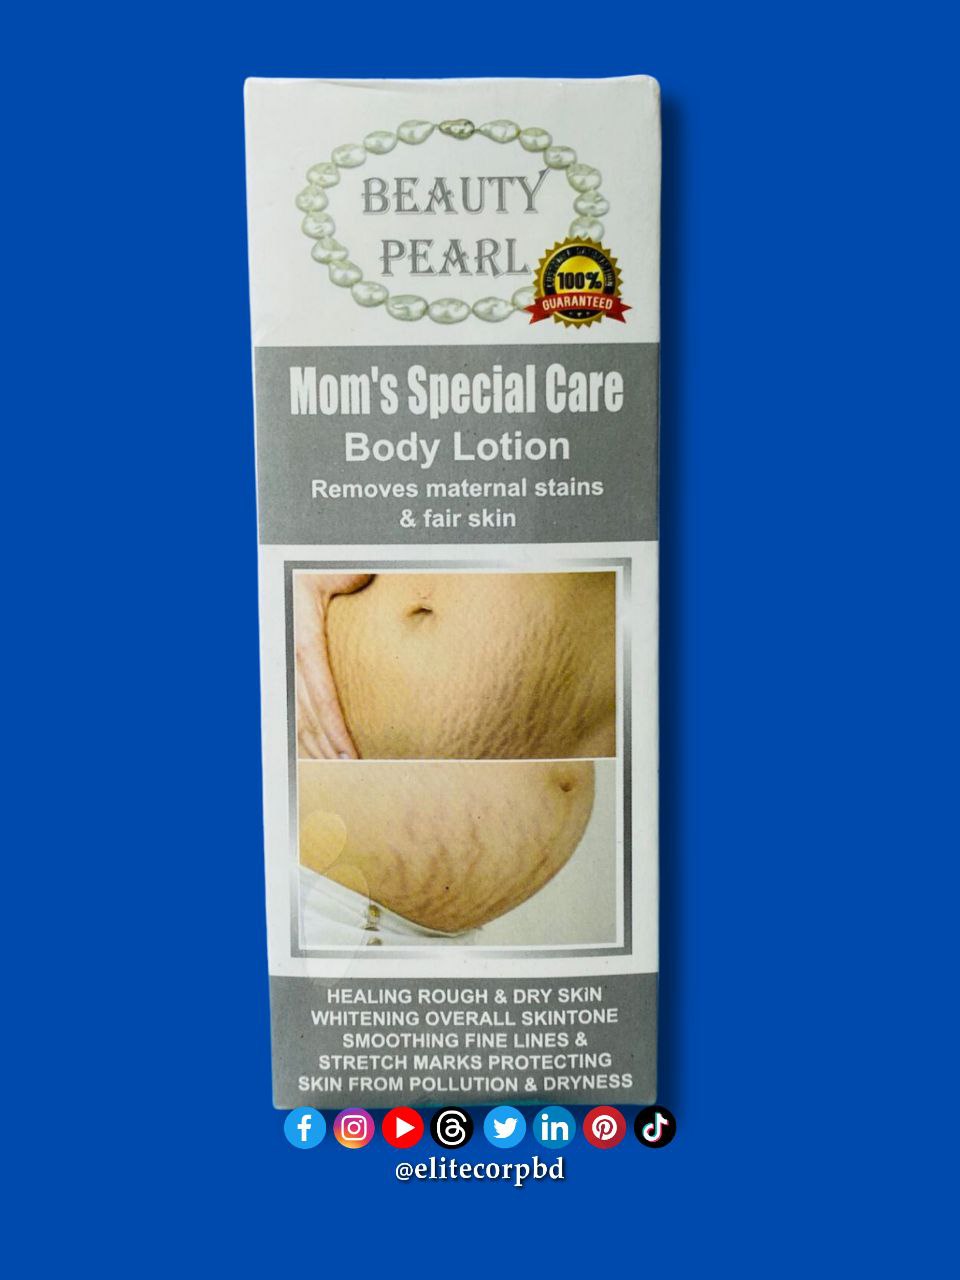 BEAUTY
PEARL
100%
GUARANTEED
Mom's Special Care
Body Lotion
Removes maternal stains
& fair skin
HEALING ROUGH & DRY SKiN
WHITENING OVERALL SKINTONE
SMOOTHING FINE LINES &
STRETCH MARKS PROTECTING
SKIN FROM POLLUTION & DRYNESS
@elitecorpbd